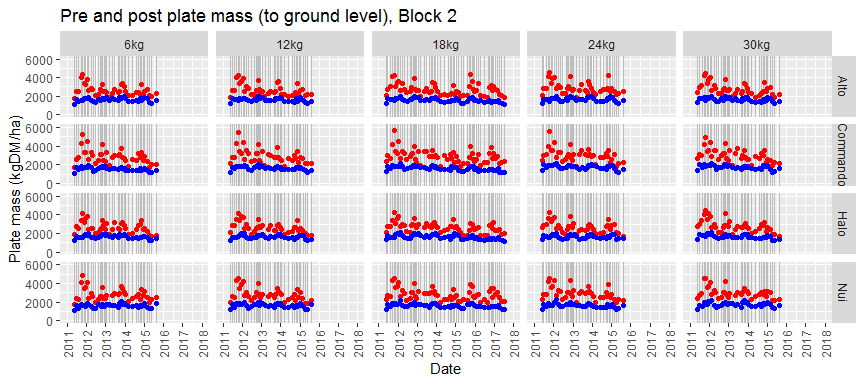 Pre and post plate mass (to ground level), Block 2
6kg 12kg 18kg 24kg 30kg
Plate mass (kgDM/ha)
6000
4000
2000
0
Alto
6000
4000
2000
0
Commando
6000
4000
2000
0
Halo
6000
4000
2000
0
Nui
2011 2012 2013 2014 2015 2016 2017 2018 2011 2012 2013 2014 2015 2016 2017 2018 2011 2012 2013 2014 2015 2016 2017 2018 2011 2012 2013 2014 2015 2016 2017 2018 2011 2012 2013 2014 2015 2016 2017 2018
Date